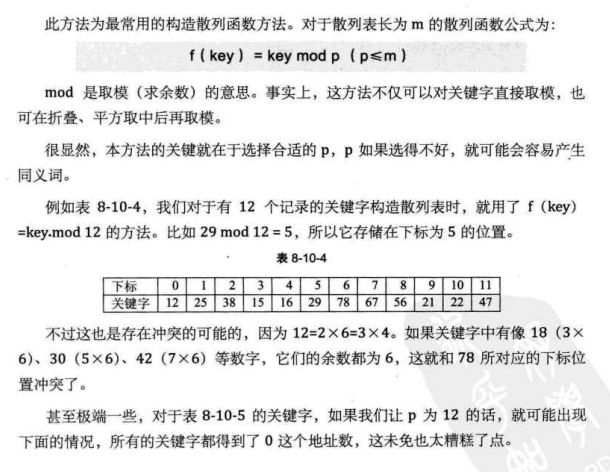 此方法为最常用的构造散列函数方法。对于散列表长为 m 的散列函数公式为：
f ( key ) = key mod p ( p≤m )
mod 是取模（求余数）的意思。事实上，这方法不仅可以对关键字直接取模，也
可在折叠、平方取中后再取模。
很显然，本方法的关键就在于选择合适的 p，p 如果选得不好，就可能会容易产生
同义词。
例如表 8-10-4，我们对于有 12 个记录的关键字构造散列表时，就用了 f（key）
=key.mod 12 的方法。比如 29 mod 12 = 5，所以它存储在下标为 5 的位置。
表 8-10-4
下标 0 1 2 3 4 5 6 7 8 9 10 11
关键字 12 25 38 15 16 29 78 67 56 21 22 47
不过这也是存在冲突的可能的，因为 12=2×6=3×4。如果关键字中有像 18（3×
6）、30（5×6）、42（7×6）等数字，它们的余数都为 6，这就和 78 所对应的下标位
置冲突了。
甚至极端一些，对于表 8-10-5 的关键字，如果我们让 p 为 12 的话，就可能出现
下面的情况，所有的关键字都得到了 0 这个地址数，这未免也太糟糕了点。